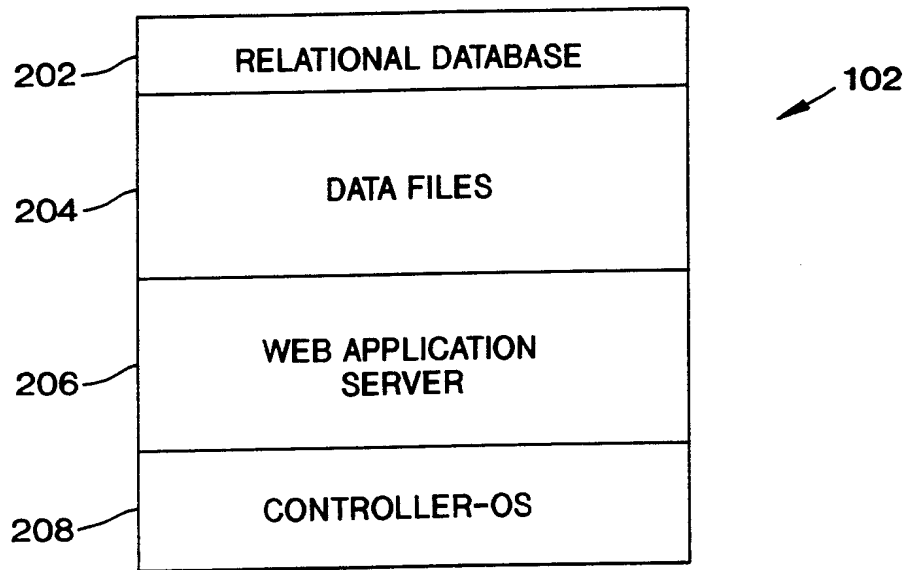 202
RELATIONAL DATABASE
102
204
DATA FILES
206
WEB APPLICATION
SERVER
208
CONTROLLER-OS